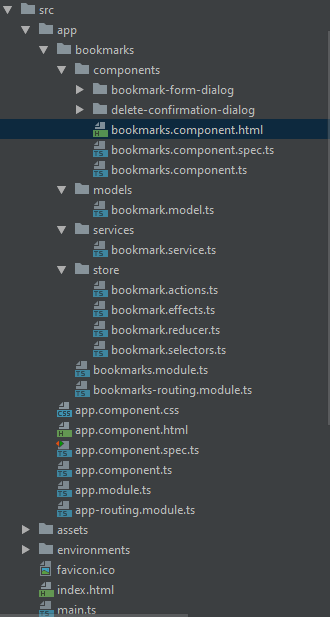 src
app
bookmarks
components
bookmark-form-dialog
delete-confirmation-dialog
bookmarks.component.html
bookmarks.component.spec.ts
bookmarks.component.ts
models
bookmark.model.ts
services
bookmark.service.ts
store
bookmark.actions.ts
bookmark.effects.ts
bookmark.reducer.ts
bookmark.selectors.ts
bookmarks.module.ts
bookmarks-routing.module.ts
app.component.css
app.component.html
app.component.spec.ts
app.component.ts
app.module.ts
app-routing.module.ts
assets
environments
favicon.ico
index.html
main.ts